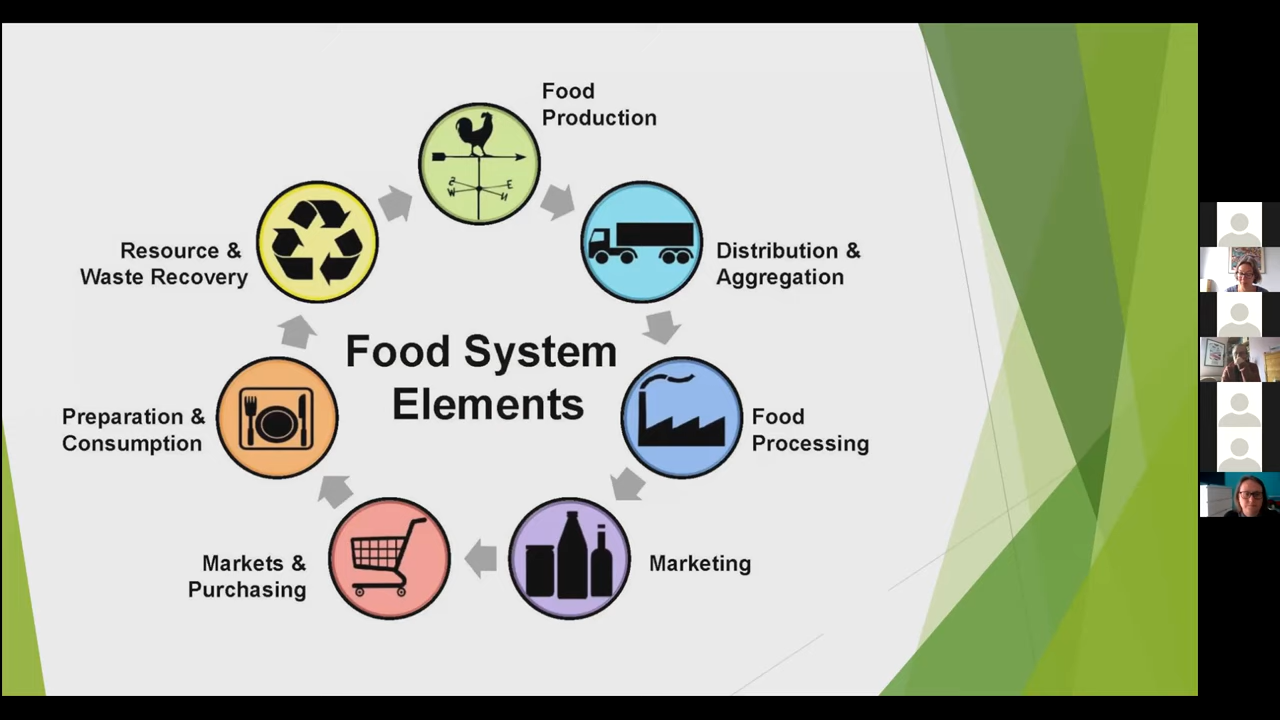 Food
Production
Distribution &
Aggregation
Food
Processing
Marketing
Markets &
Purchasing
Preparation &
Consumption
Resource &
Waste Recovery
Food System
Elements